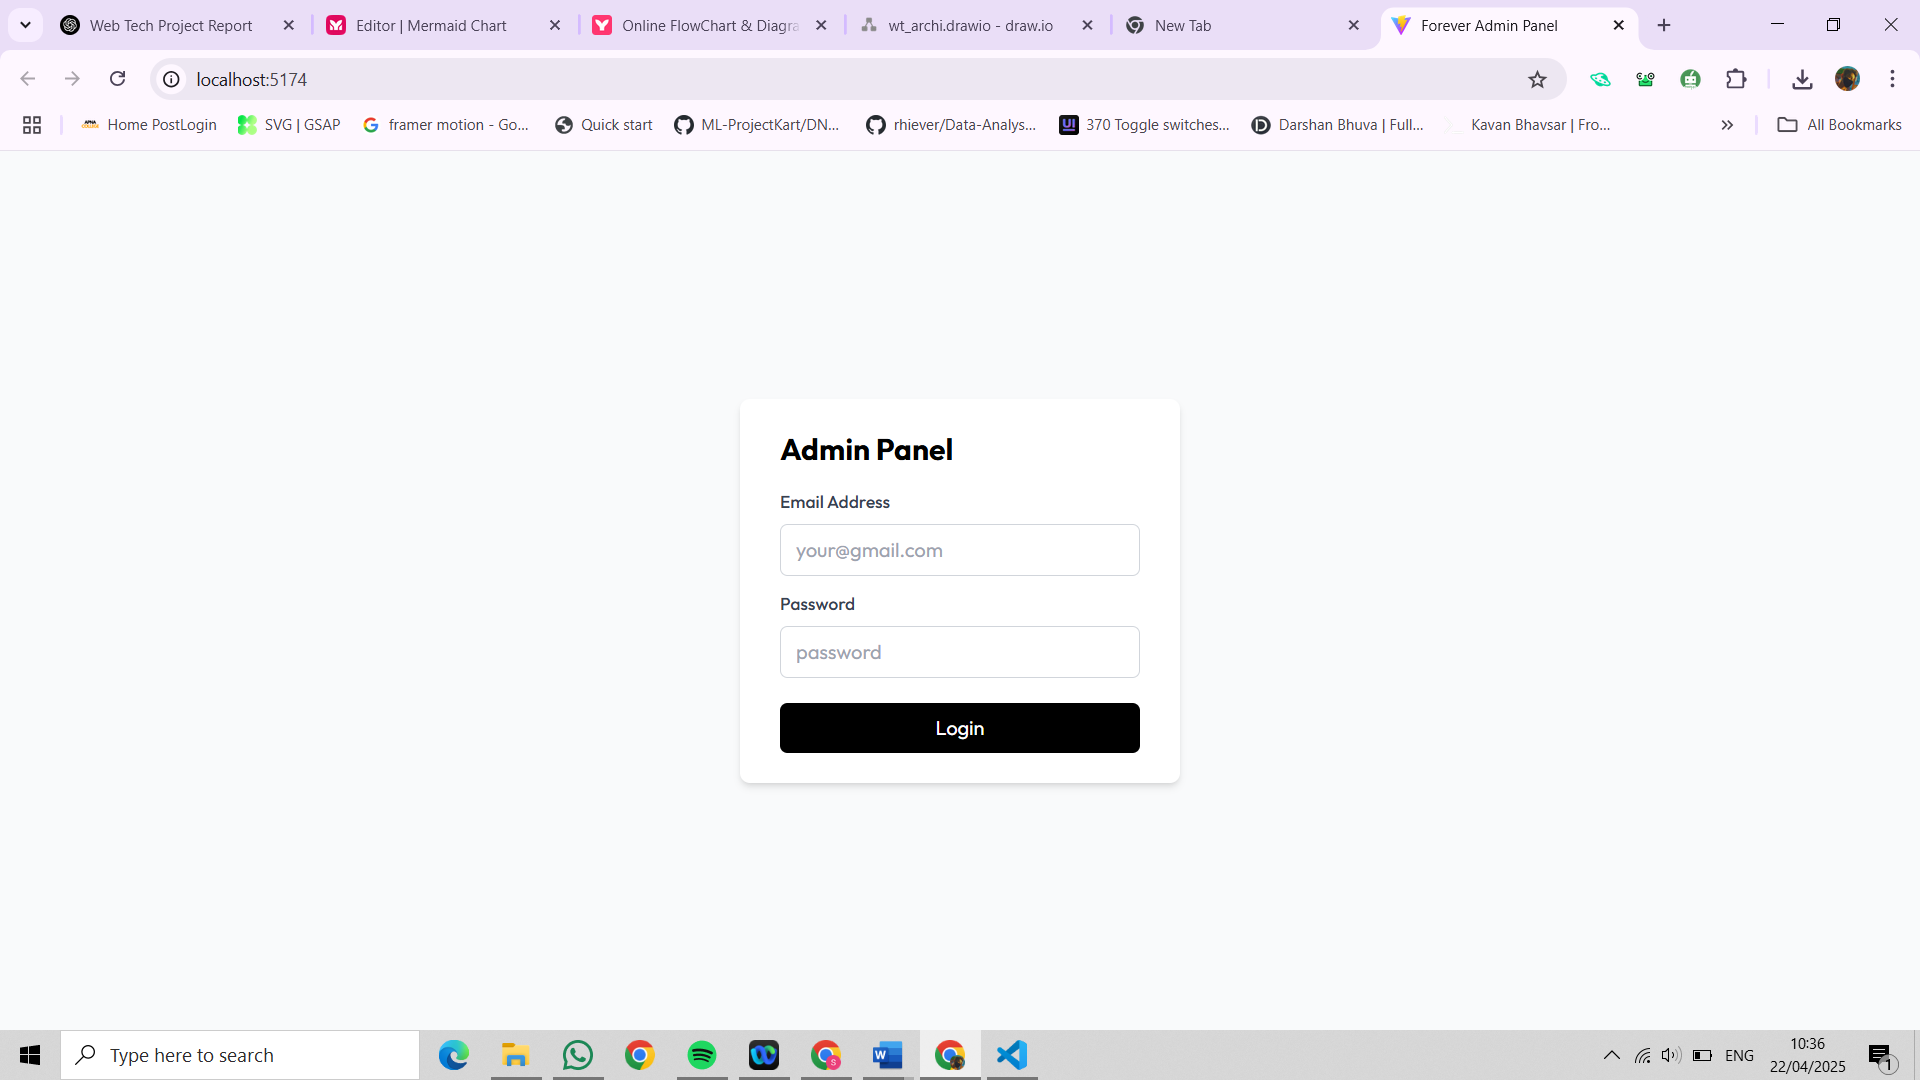 Web Tech Project Report
Editor | Mermaid Chart
Online FlowChart & Diagra
wt_archi.drawio - draw.io
New Tab
Forever Admin Panel
localhost:5174
Home PostLogin
SVG | GSAP
framer motion - Go...
Quick start
ML-ProjectKart/DN...
rhiever/Data-Analys...
370 Toggle switches...
Darshan Bhuva | Full...
Kavan Bhavsar | Fro...
All Bookmarks
Admin Panel
Email Address
your@gmail.com
Password
password
Login
Type here to search
ENG
10:36
22/04/2025
1